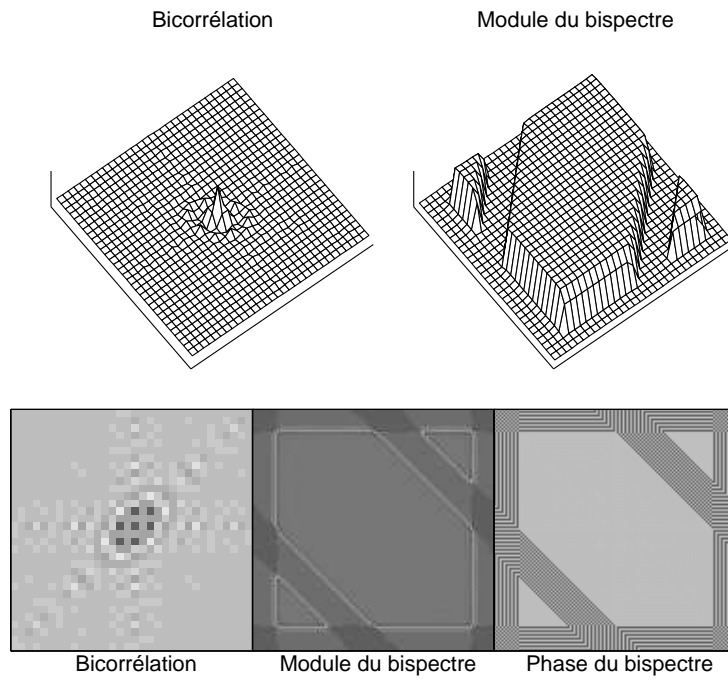 Bicorrélation
Module du bispectre
Bicorrélation
Module du bispectre
Phase du bispectre